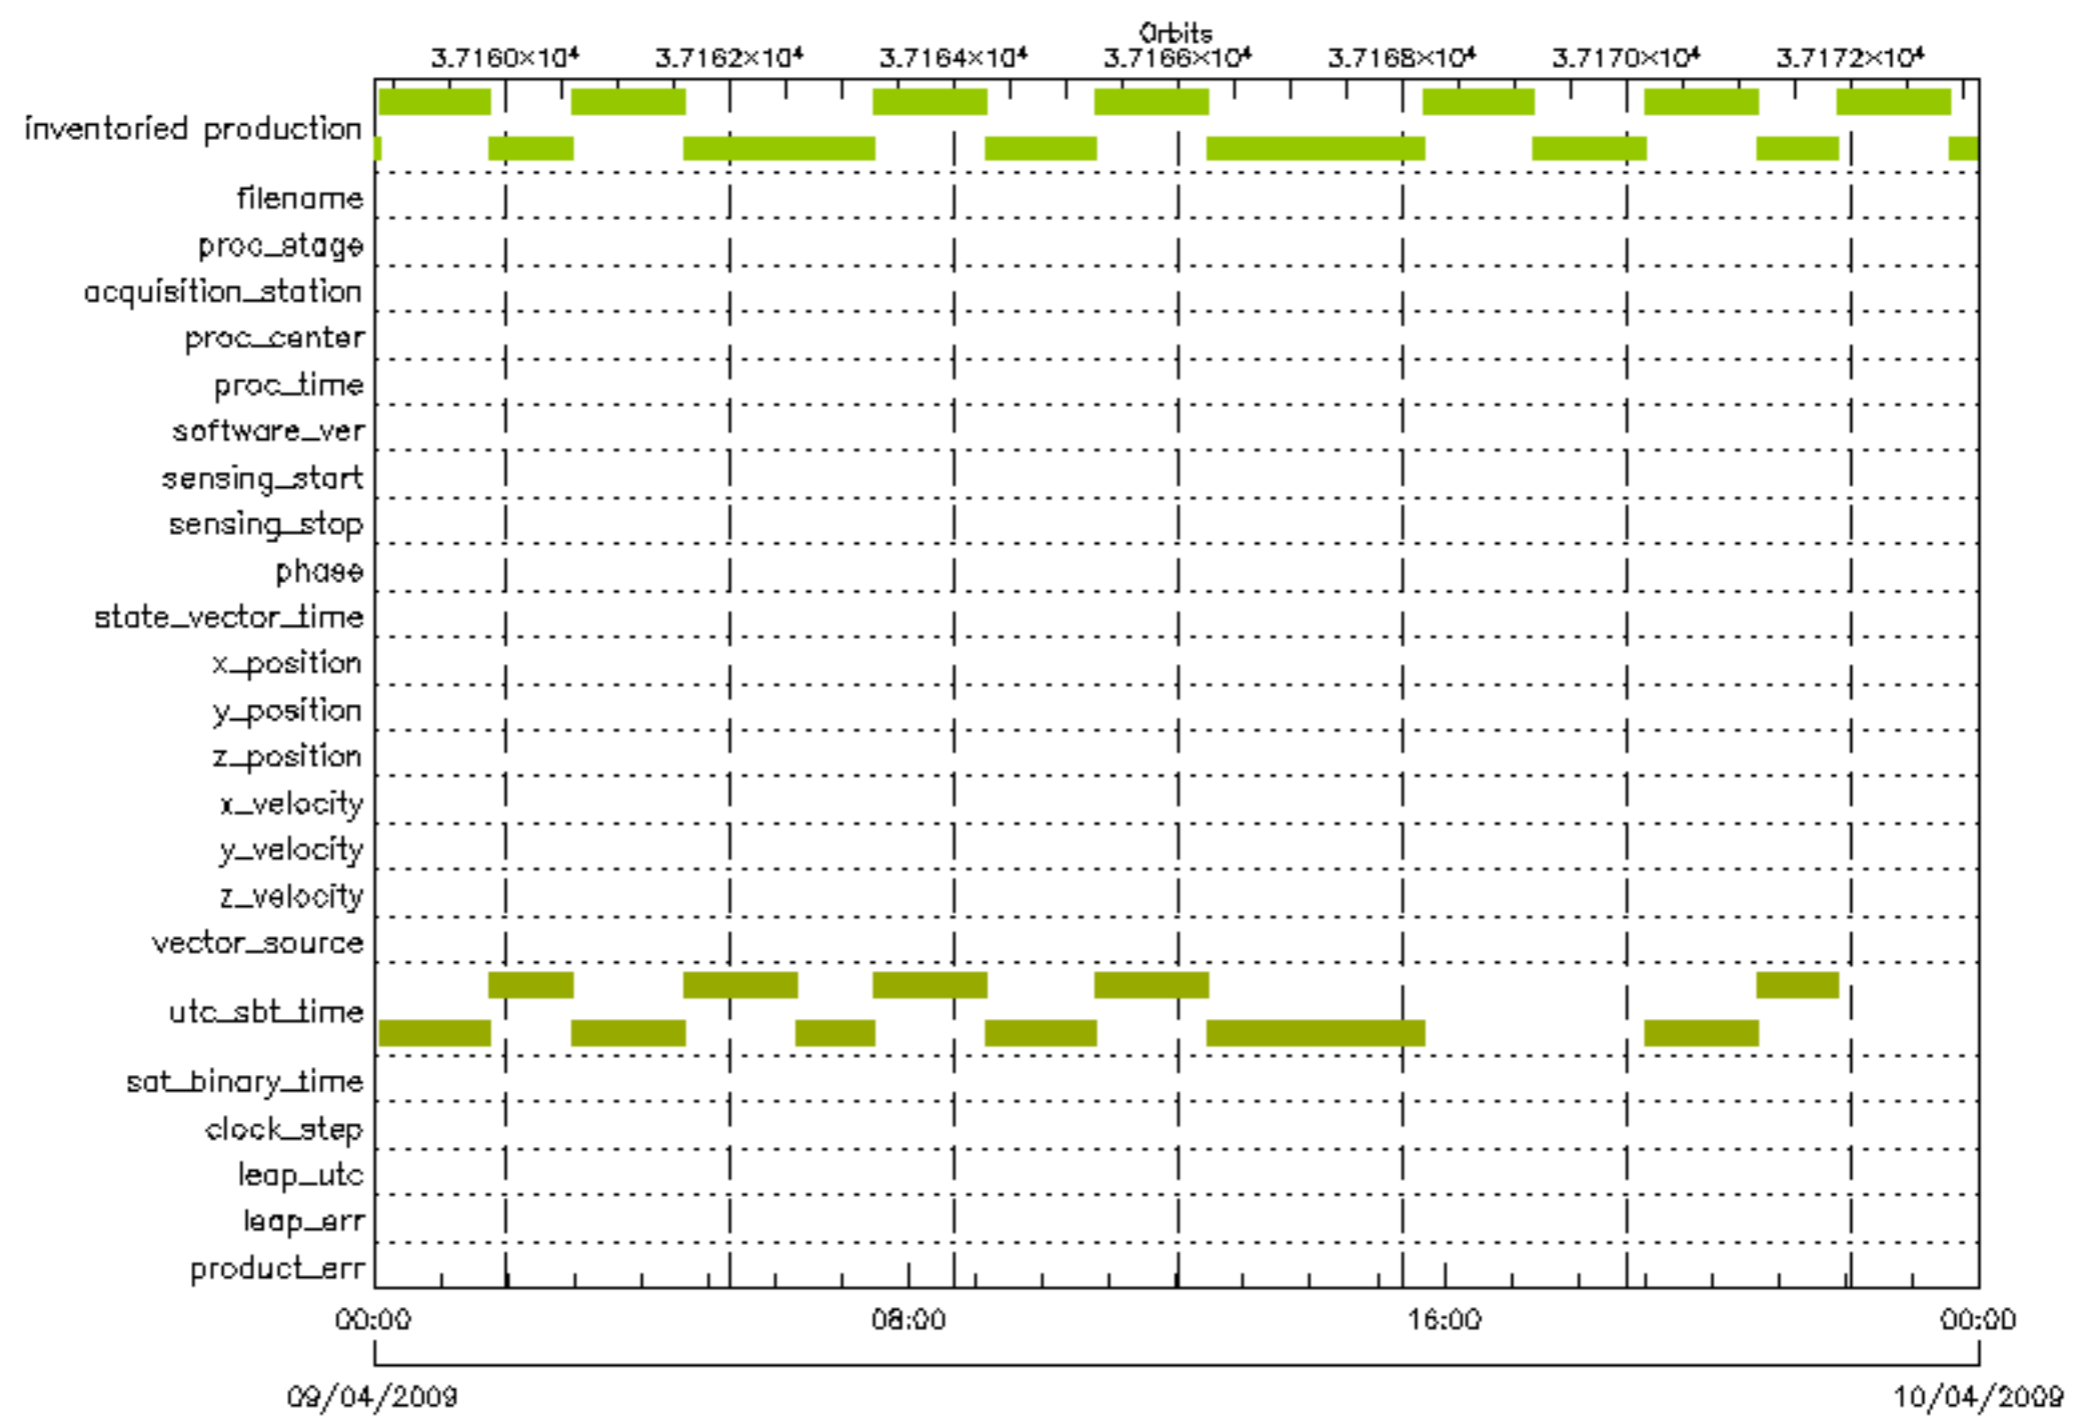 Orbits
3.7160×10⁴ 3.7162×10⁴ 3.7164×10⁴ 3.7166×10⁴ 3.7168×10⁴ 3.7170×10⁴ 3.7172×10⁴
inventoried production
filename
proc_stage
acquisition_station
proc_center
proc_time
software_ver
sensing_start
sensing_stop
phase
state_vector_time
x_position
y_position
z_position
x_velocity
y_velocity
z_velocity
vector_source
utc_sbt_time
sat_binary_time
clock_step
leap_utc
leap_err
product_err
00:00 08:00 16:00 00:00
09/04/2009 10/04/2009